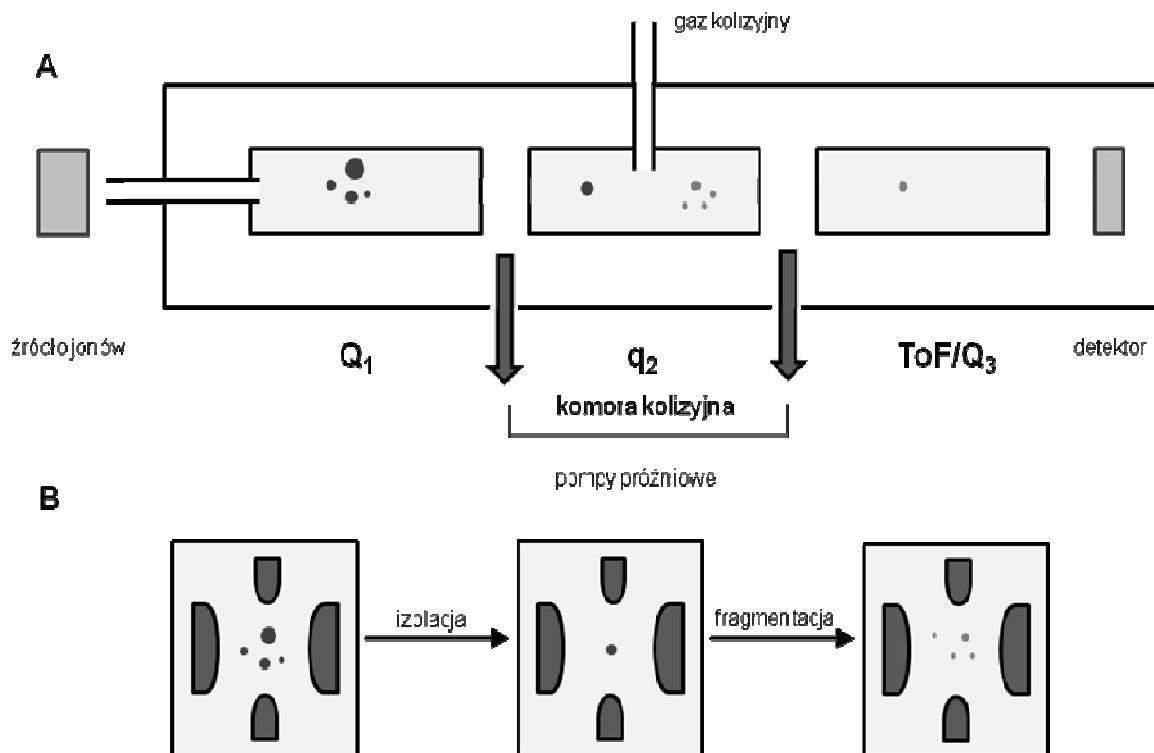 gaz kolizyjny
A
źródło jonów
Q₁
q₂
ToF/Q₃
detektor
komora kolizyjna
pompy próżniowe
B
izolacja
fragmentacja